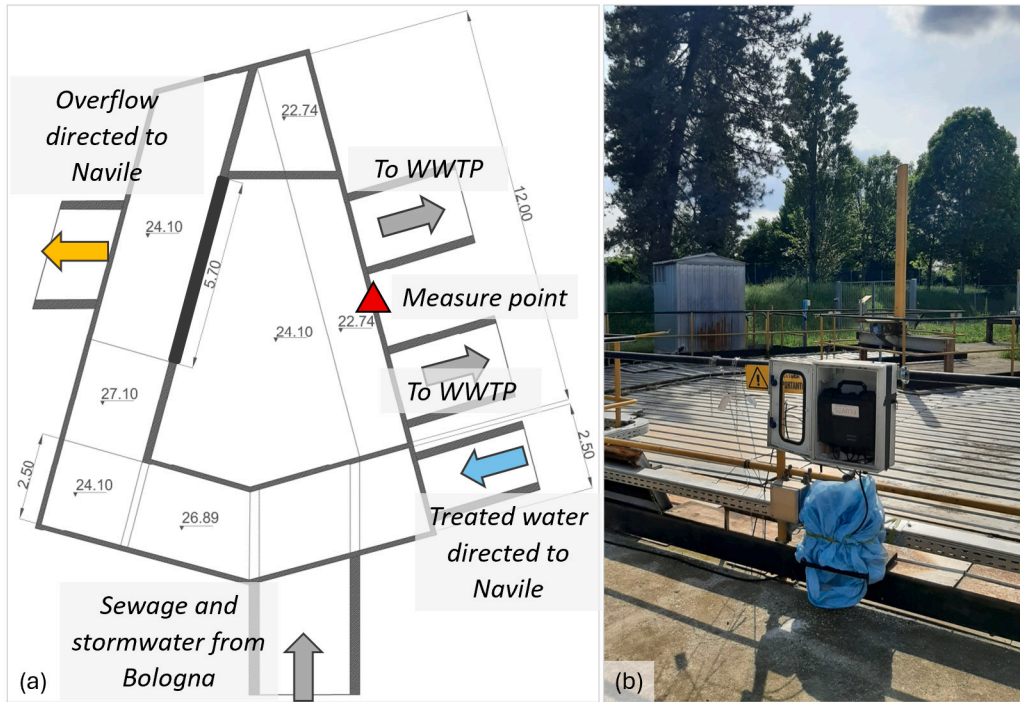 Overflow
directed to
Navile
22.74
To WWTP
12.00
24.10
5.70
Measure point
24.10
22.74
27.10
To WWTP
2.50
2.50
24.10
26.89
Treated water
directed to
Navile
Sewage and
stormwater from
Bologna
(a)
(b)